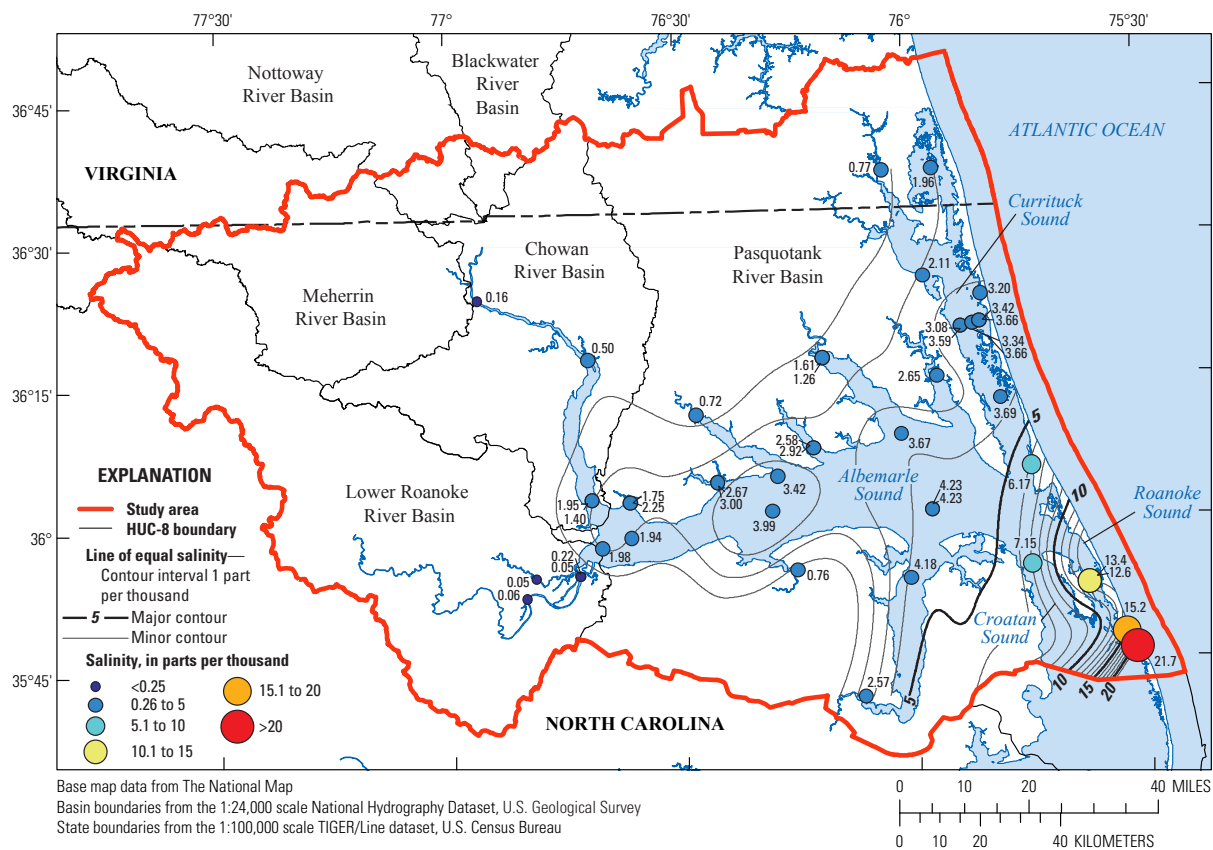 77°30'
77°
76°30'
76°
75°30'
36°45'
36°30'
36°15'
36°
35°45'
Nottoway
River Basin
Blackwater
River
Basin
ATLANTIC OCEAN
VIRGINIA
0.77
1.96
Currituck
Sound
Chowan
River Basin
Pasquotank
River Basin
Meherrin
River Basin
2.11
0.16
3.20
3.42
3.66
3.08
3.59
3.34
3.66
0.50
1.61
1.26
2.65
3.69
0.72
5
2.58
2.92
3.67
6.17
Albemarle
Sound
10
Roanoke
Sound
Lower Roanoke
River Basin
1.95
1.40
1.75
2.25
2.67
3.00
3.42
3.99
4.23
4.23
1.94
1.98
0.22
0.05
0.05
0.06
0.76
4.18
7.15
13.4
12.6
Croatan
Sound
15.2
21.7
2.57
5
10
15
20
NORTH CAROLINA
EXPLANATION
Study area
HUC-8 boundary
Line of equal salinity—
Contour interval 1 part
per thousand
5 Major contour
Minor contour
Salinity, in parts per thousand
<0.25
0.26 to 5
5.1 to 10
10.1 to 15
15.1 to 20
>20
Base map data from The National Map
Basin boundaries from the 1:24,000 scale National Hydrography Dataset, U.S. Geological Survey
State boundaries from the 1:100,000 scale TIGER/Line dataset, U.S. Census Bureau
0 10 20 40 MILES
0 10 20 40 KILOMETERS